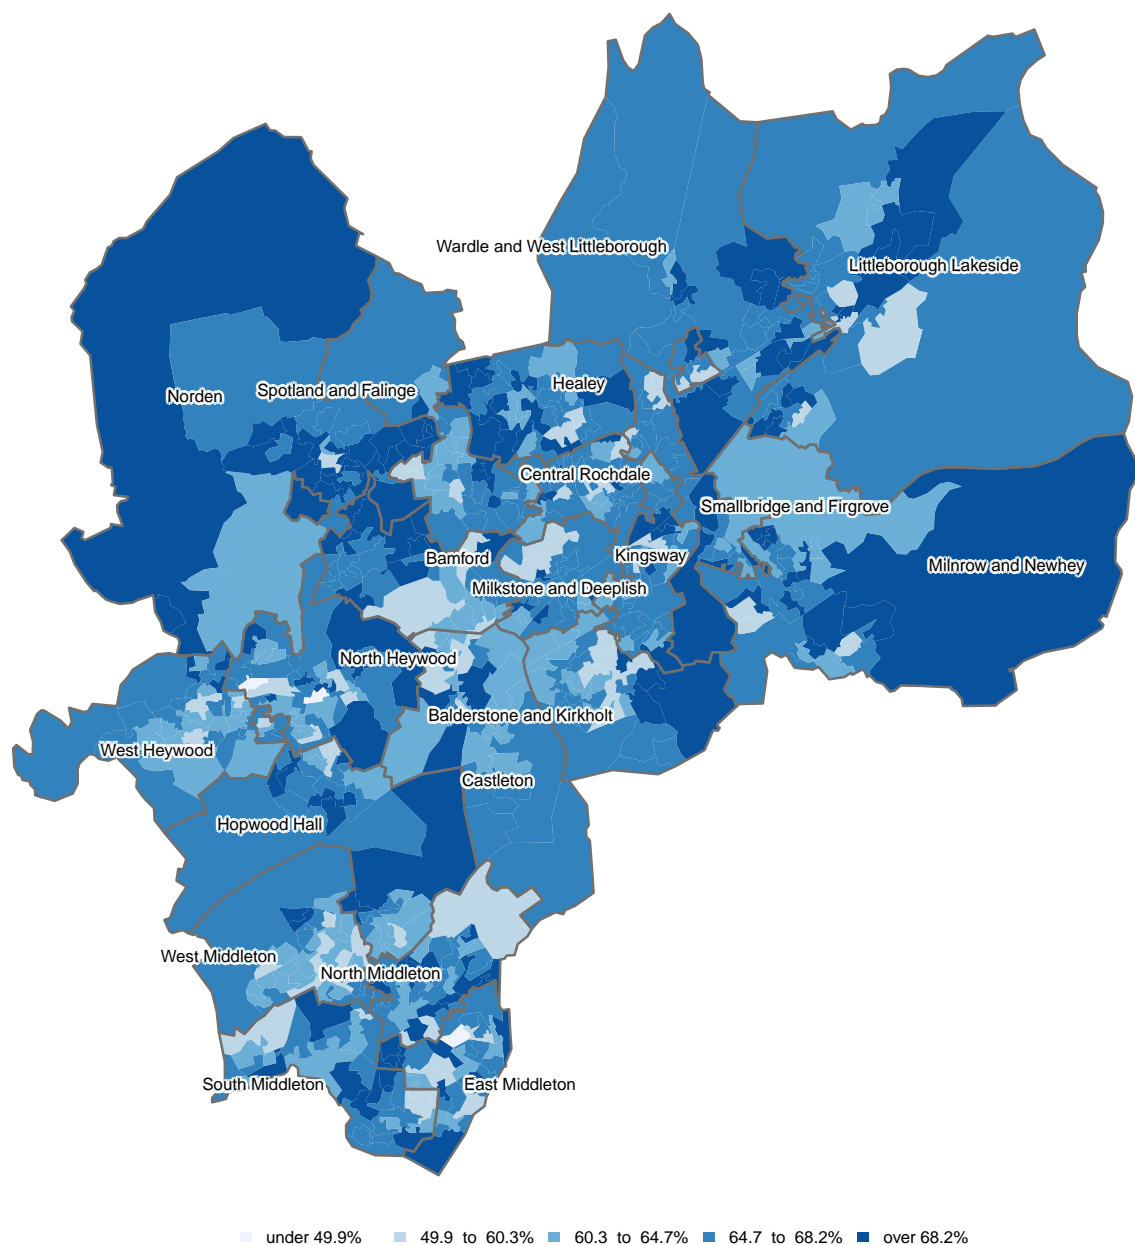 Wardle and West Littleborough
Littleborough Lakeside
Norden
Spotland and Falinge
Healey
Central Rochdale
Smallbridge and Firgrove
Bamford
Kingsway
Milnrow and Newhey
Milkstone and Deeplish
North Heywood
Balderstone and Kirkholt
West Heywood
Castleton
Hopwood Hall
West Middleton
North Middleton
South Middleton
East Middleton
under 49.9% 49.9 to 60.3% 60.3 to 64.7% 64.7 to 68.2% over 68.2%